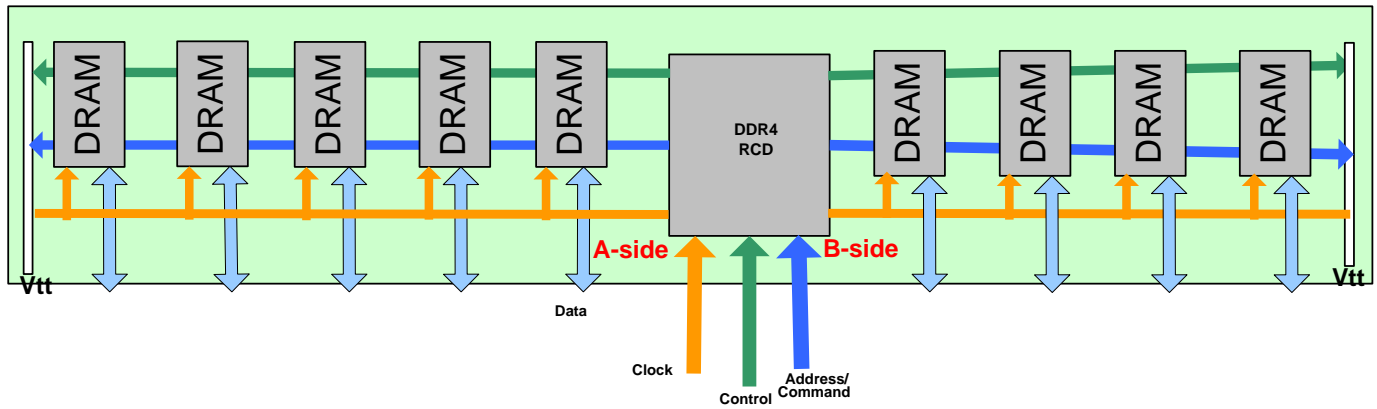 DRAM
DRAM
DRAM
DRAM
DRAM
DDR4
RCD
DRAM
DRAM
DRAM
DRAM
A-side
B-side
Vtt
Vtt
Data
Clock
Control
Address/
Command